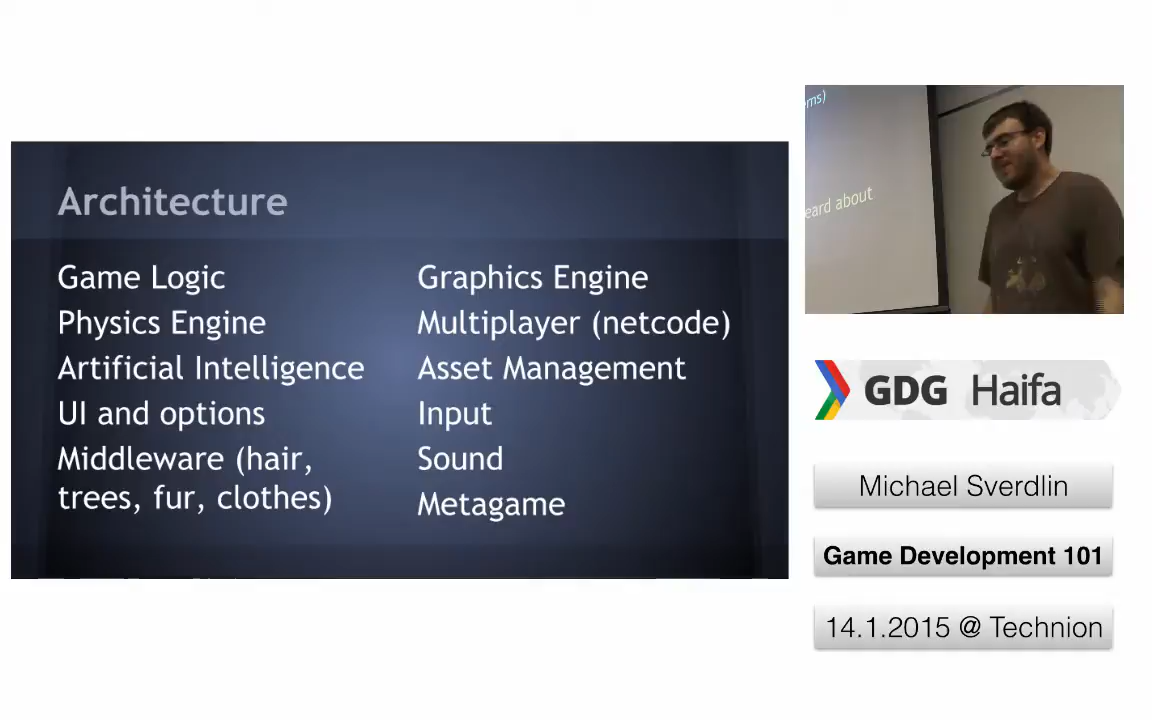 Architecture
Game Logic
Physics Engine
Artificial Intelligence
UI and options
Middleware (hair,
trees, fur, clothes)
Graphics Engine
Multiplayer (netcode)
Asset Management
Input
Sound
Metagame
ms)
eard about
GDG Haifa
Michael Sverdlin
Game Development 101
14.1.2015 @ Technion